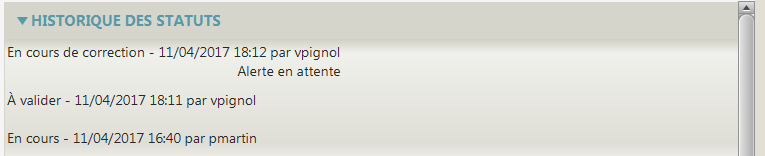 HISTORIQUE DES STATUTS
En cours de correction - 11/04/2017 18:12 par vpignol
Alerte en attente
À valider - 11/04/2017 18:11 par vpignol
En cours - 11/04/2017 16:40 par pmartin